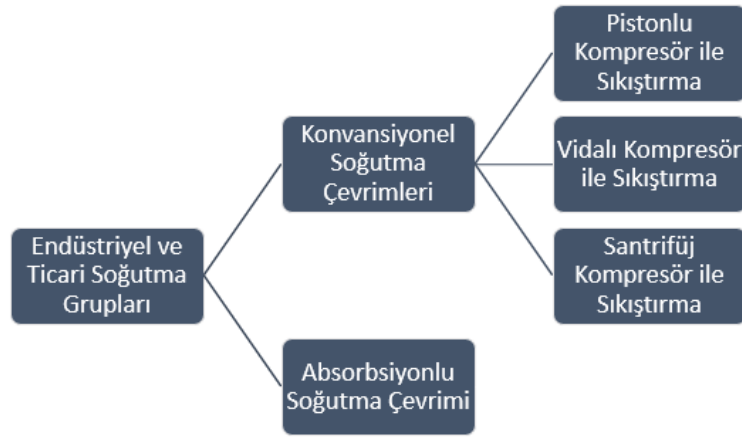 Pistonlu
Kompresör ile
Sıkıştırma
Konvansiyonel
Soğutma
Çevrimleri
Vidalı Kompresör
ile Sıkıştırma
Endüstriyel ve
Ticari Soğutma
Grupları
Santrifüj
Kompresör ile
Sıkıştırma
Absorbsiyonlu
Soğutma Çevrimi